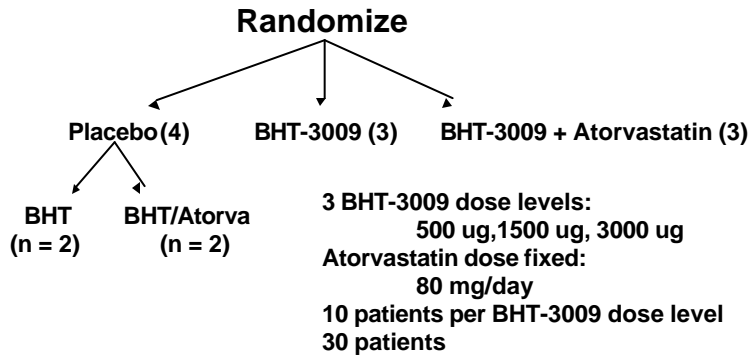 Randomize
Placebo (4)
BHT-3009 (3)
BHT-3009 + Atorvastatin (3)
BHT
(n = 2)
BHT/Atorva
(n = 2)
3 BHT-3009 dose levels:
500 ug,1500 ug, 3000 ug
Atorvastatin dose fixed:
80 mg/day
10 patients per BHT-3009 dose level
30 patients